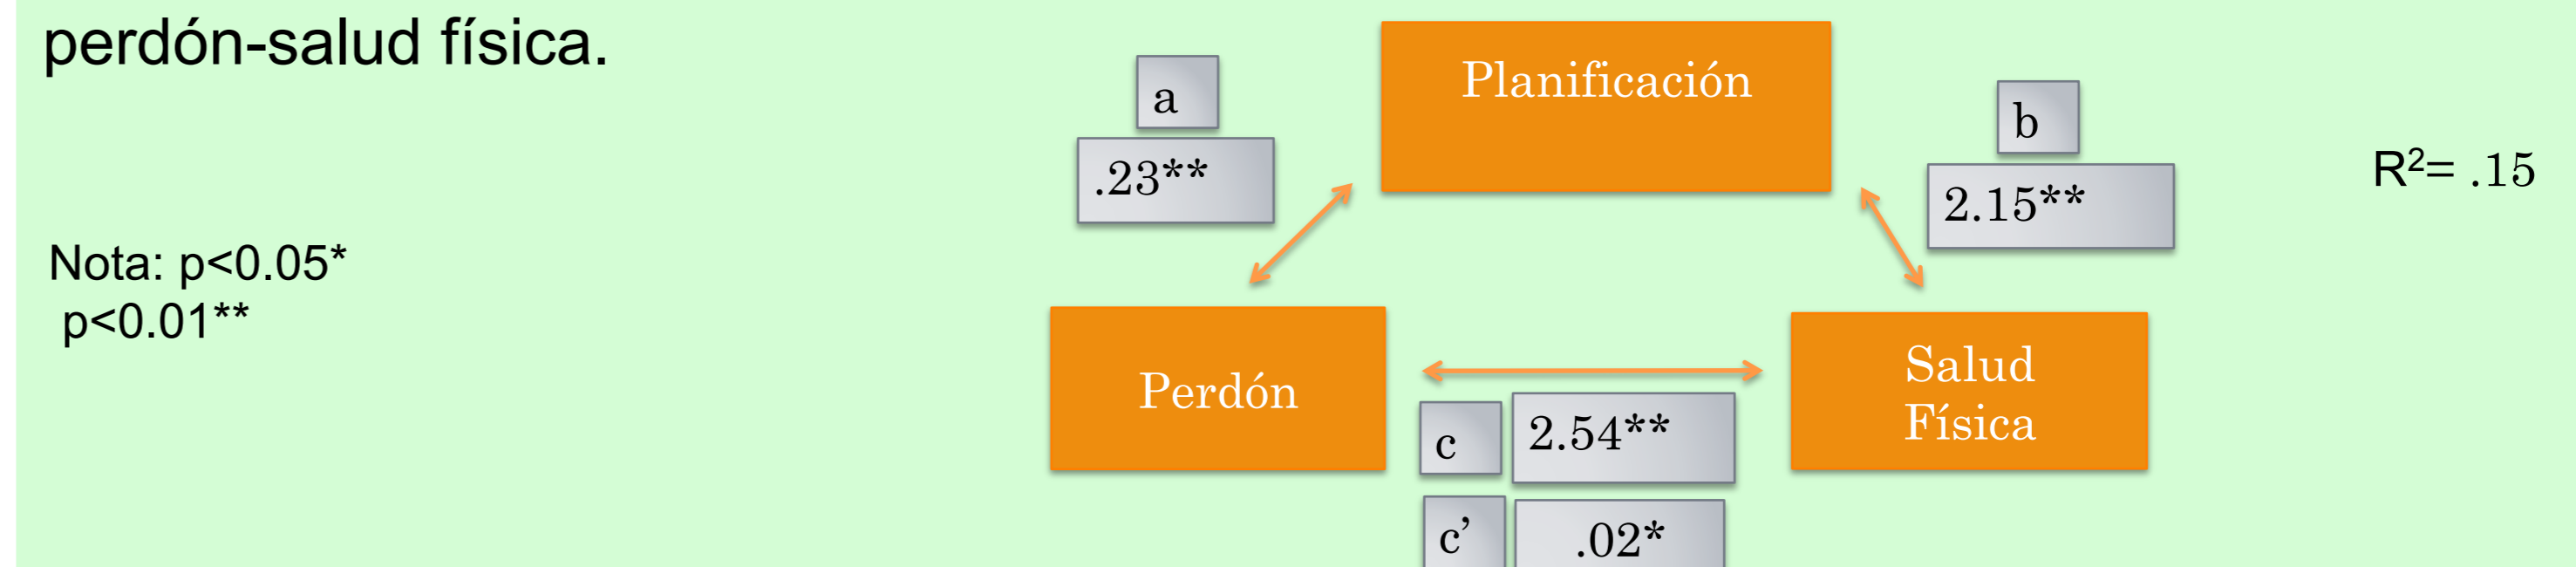 perdón-salud física.
Planificación
a
.23**
b
2.15**
R²= .15
Nota: p<0.05*
p<0.01**
Perdón
Salud
Física
c
2.54**
c’
.02*